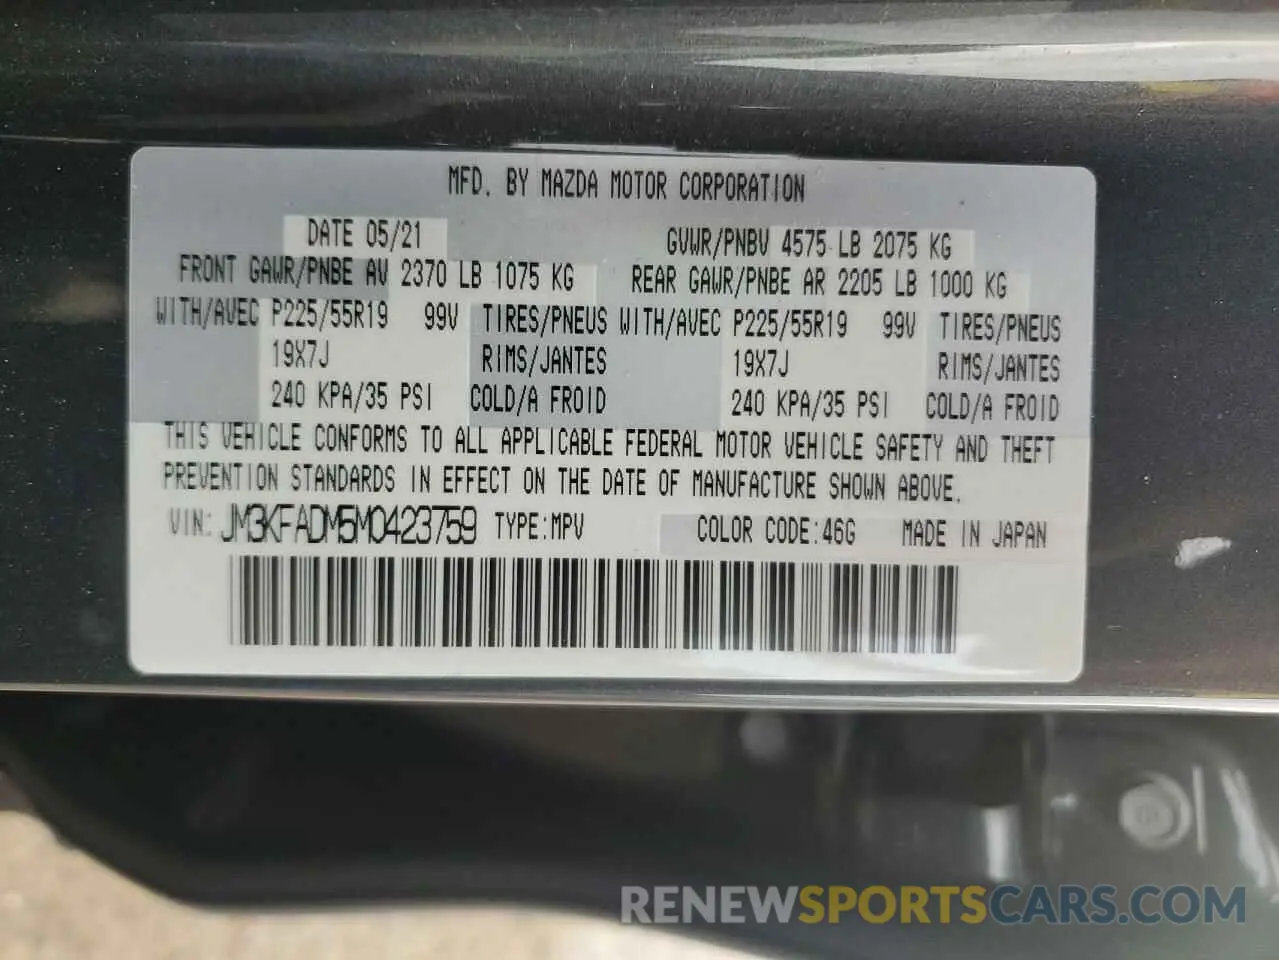 MFD. BY MAZDA MOTOR CORPORATION
DATE 05/21 GVWR/PNBV 4575 LB 2075 KG
FRONT GAWR/PNBE AV 2370 LB 1075 KG REAR GAWR/PNBE AR 2205 LB 1000 KG
WITH/AVEC P225/55R19 99V TIRES/PNEUS WITH/AVEC P225/55R19 99V TIRES/PNEUS
19X7J RIMS/JANTES 19X7J RIMS/JANTES
240 KPA/35 PSI COLD/A FROID 240 KPA/35 PSI COLD/A FROID
THIS VEHICLE CONFORMS TO ALL APPLICABLE FEDERAL MOTOR VEHICLE SAFETY AND THEFT
PREVENTION STANDARDS IN EFFECT ON THE DATE OF MANUFACTURE SHOWN ABOVE.
VIN: JM3KFADM5M0423759 TYPE:MPV COLOR CODE:46G MADE IN JAPAN
RENEWSPORTSCARS.COM